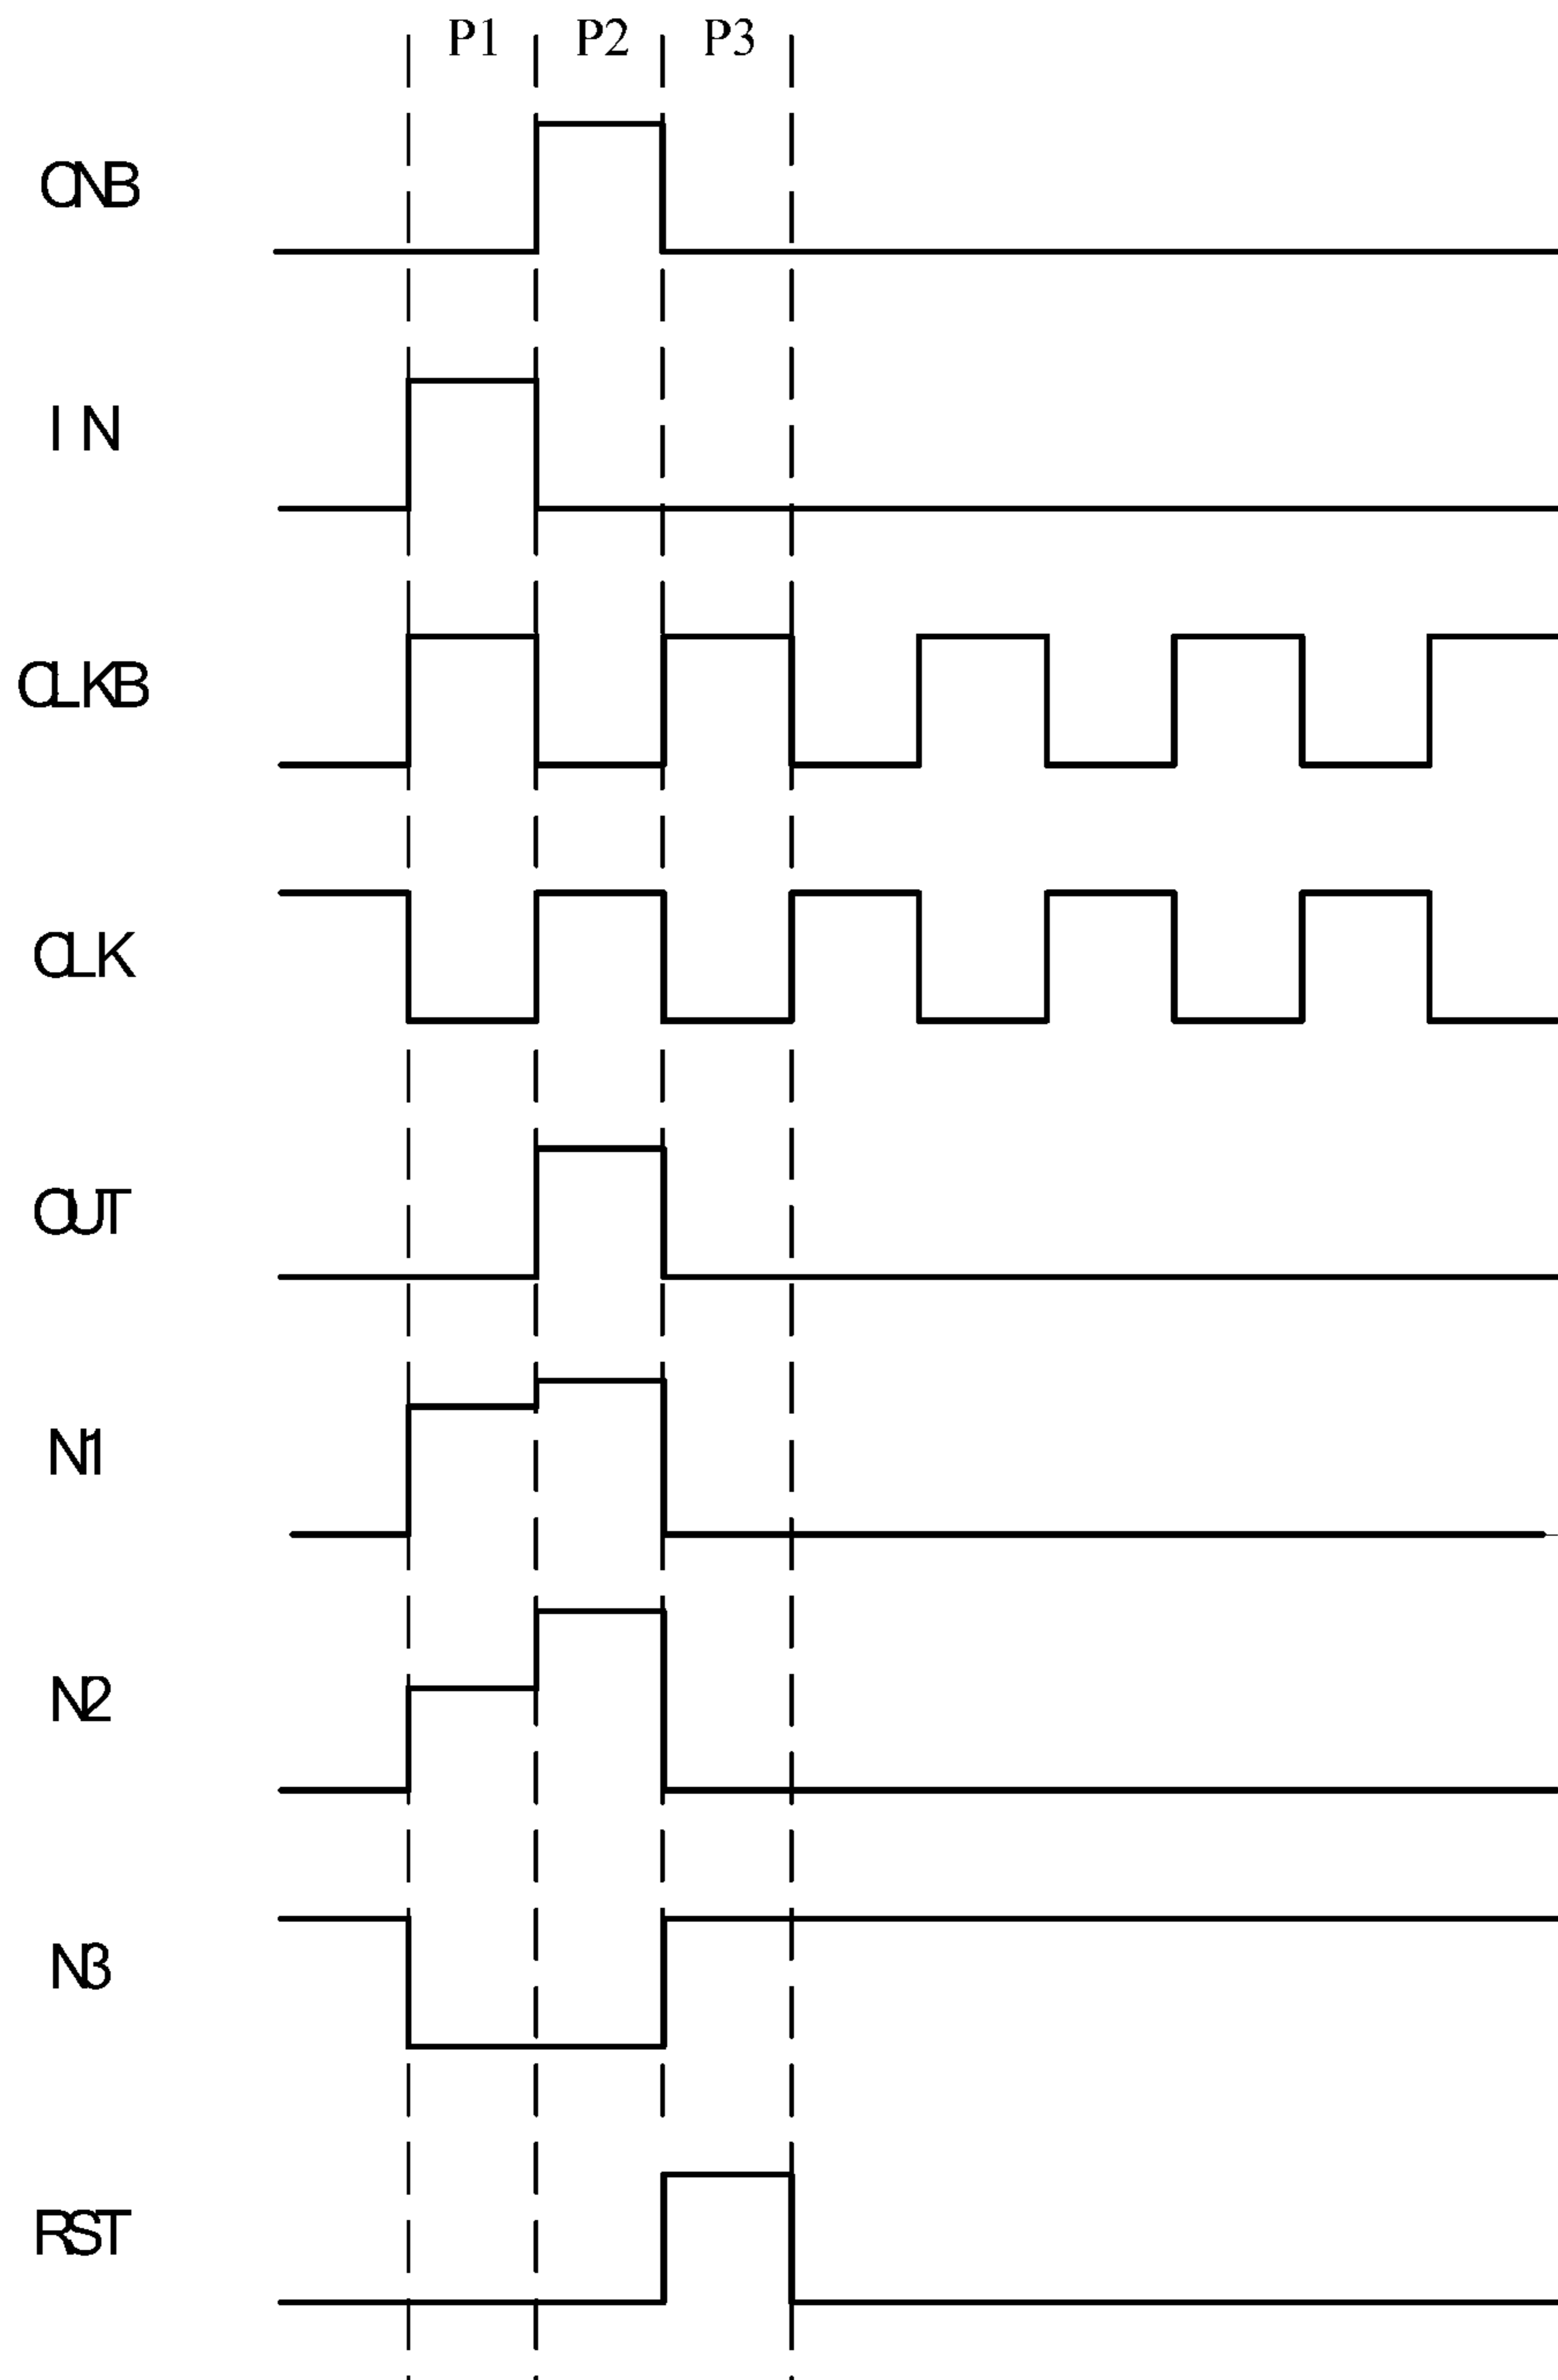 P1 P2 P3
CNB
IN
CLKB
CLK
OUT
N1
N2
N3
RST